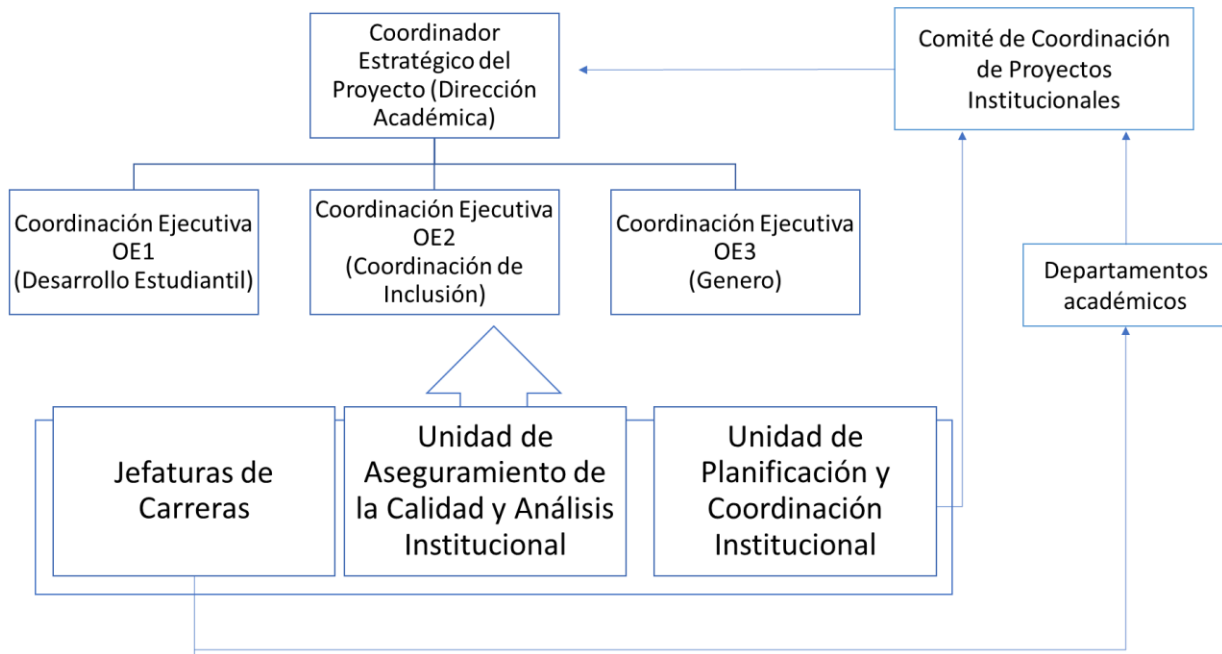 Coordinador
Estratégico del
Proyecto (Dirección
Académica)
Comité de Coordinación
de Proyectos
Institucionales
Coordinación Ejecutiva
OE1
(Desarrollo Estudiantil)
Coordinación Ejecutiva
OE2
(Coordinación de
Inclusión)
Coordinación Ejecutiva
OE3
(Genero)
Departamentos
académicos
Jefaturas de
Carreras
Unidad de
Aseguramiento de
la Calidad y Análisis
Institucional
Unidad de
Planificación y
Coordinación
Institucional